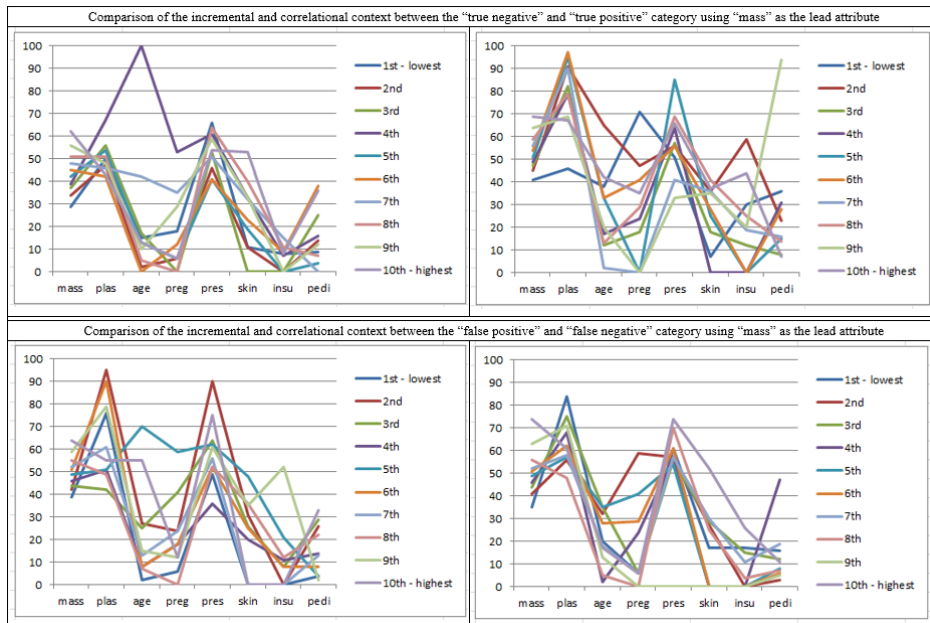 Comparison of the incremental and correlational context between the “true negative” and “true positive” category using “mass” as the lead attribute
100
90
80
70
60
50
40
30
20
10
0
mass plas age preg pres skin insu pedi
1st - lowest
2nd
3rd
4th
5th
6th
7th
8th
9th
10th - highest
100
90
80
70
60
50
40
30
20
10
0
mass plas age preg pres skin insu pedi
1st - lowest
2nd
3rd
4th
5th
6th
7th
8th
9th
10th - highest
Comparison of the incremental and correlational context between the “false positive” and “false negative” category using “mass” as the lead attribute
100
90
80
70
60
50
40
30
20
10
0
mass plas age preg pres skin insu pedi
1st - lowest
2nd
3rd
4th
5th
6th
7th
8th
9th
10th - highest
100
90
80
70
60
50
40
30
20
10
0
mass plas age preg pres skin insu pedi
1st - lowest
2nd
3rd
4th
5th
6th
7th
8th
9th
10th - highest